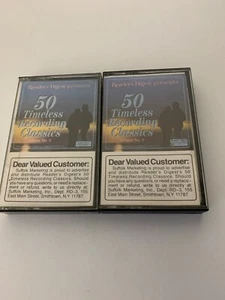 Reader's Digest presents
50
Timeless
Recording
Classics
Dear Valued Customer:
Suffolk Marketing is proud to advertise
and distribute Reader's Digest's 50
Timeless Recording Classics. Should
you have any questions, or need a replace-
ment or refund, write to us directly at
Suffolk Marketing, Inc., Dept. RD-3, 155
East Main Street, Smithtown, N.Y. 11787.
Reader's Digest presents
50
Timeless
Recording
Classics
Dear Valued Customer:
Suffolk Marketing is proud to advertise
and distribute Reader's Digest's 50
Timeless Recording Classics. Should
you have any questions, or need a replace-
ment or refund, write to us directly at
Suffolk Marketing, Inc., Dept. RD-3, 155
East Main Street, Smithtown, N.Y. 11787.